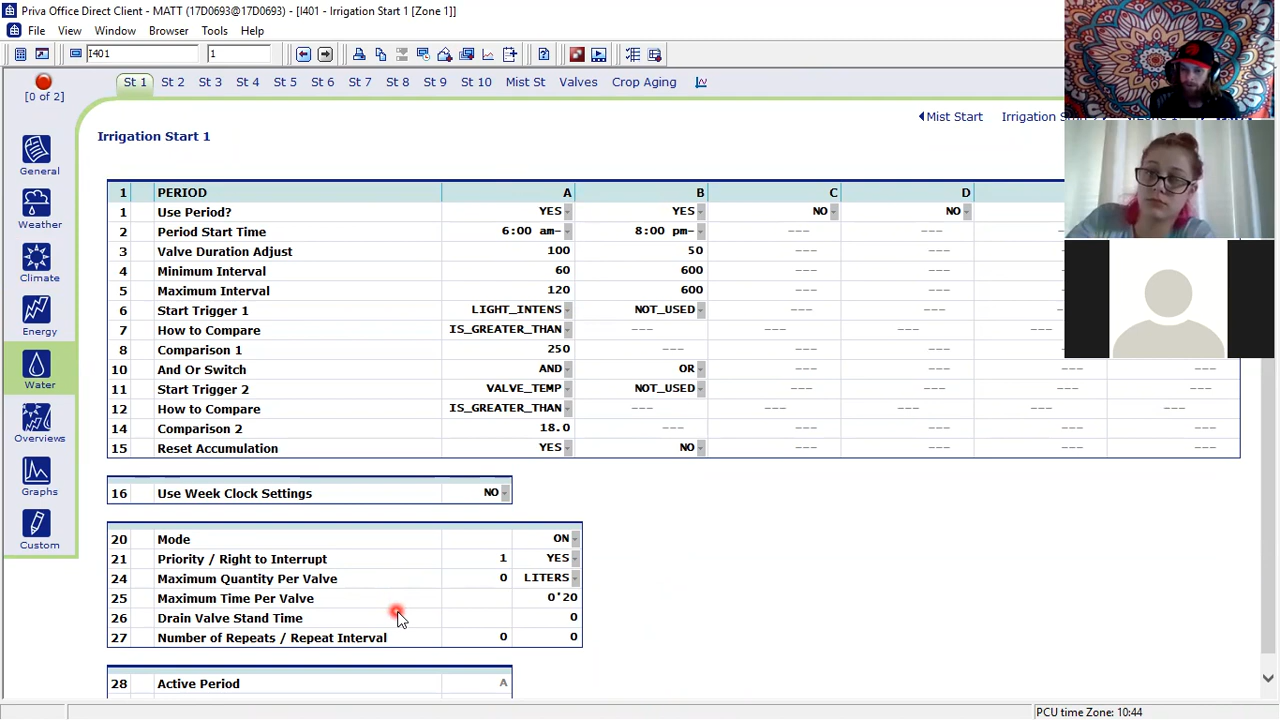 Priva Office Direct Client - MATT (17D0693@17D0693) - [I401 - Irrigation Start 1 [Zone 1]]
File View Window Browser Tools Help
I401 1
[0 of 2] St 1 St 2 St 3 St 4 St 5 St 6 St 7 St 8 St 9 St 10 Mist St Valves Crop Aging
Mist Start
Irrigation Start 1
General
Weather
Climate
Energy
Water
Overviews
Graphs
Custom
1 PERIOD A B C D
1 Use Period? YES YES NO NO
2 Period Start Time 6:00 am- 8:00 pm- --- ---
3 Valve Duration Adjust 100 50 --- --- ---
4 Minimum Interval 60 600 --- --- ---
5 Maximum Interval 120 600 --- --- ---
6 Start Trigger 1 LIGHT_INTENS NOT_USED --- --- ---
7 How to Compare IS_GREATER_THAN --- --- --- ---
8 Comparison 1 250 --- --- --- ---
10 And Or Switch AND OR --- --- --- ---
11 Start Trigger 2 VALVE_TEMP NOT_USED --- --- --- ---
12 How to Compare IS_GREATER_THAN --- --- --- --- ---
14 Comparison 2 18.0 --- --- --- --- ---
15 Reset Accumulation YES NO --- --- --- ---
16 Use Week Clock Settings NO
20 Mode ON
21 Priority / Right to Interrupt 1 YES
24 Maximum Quantity Per Valve 0 LITERS
25 Maximum Time Per Valve 0'20
26 Drain Valve Stand Time 0
27 Number of Repeats / Repeat Interval 0 0
28 Active Period A
PCU time Zone: 10:44